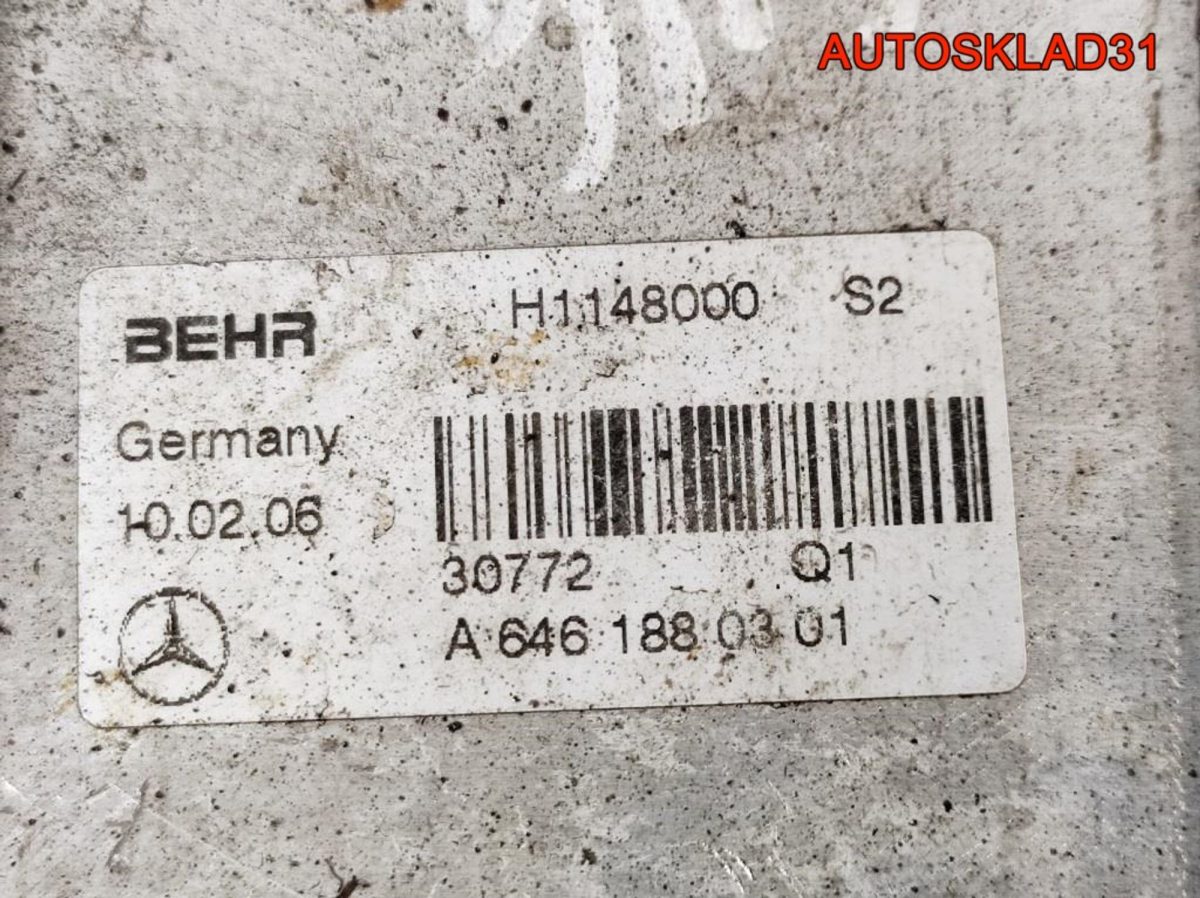 AUTOSKLAD31
BEHR H1148000 S2
Germany
10.02.06
30772 Q1
A 646 188 03 01